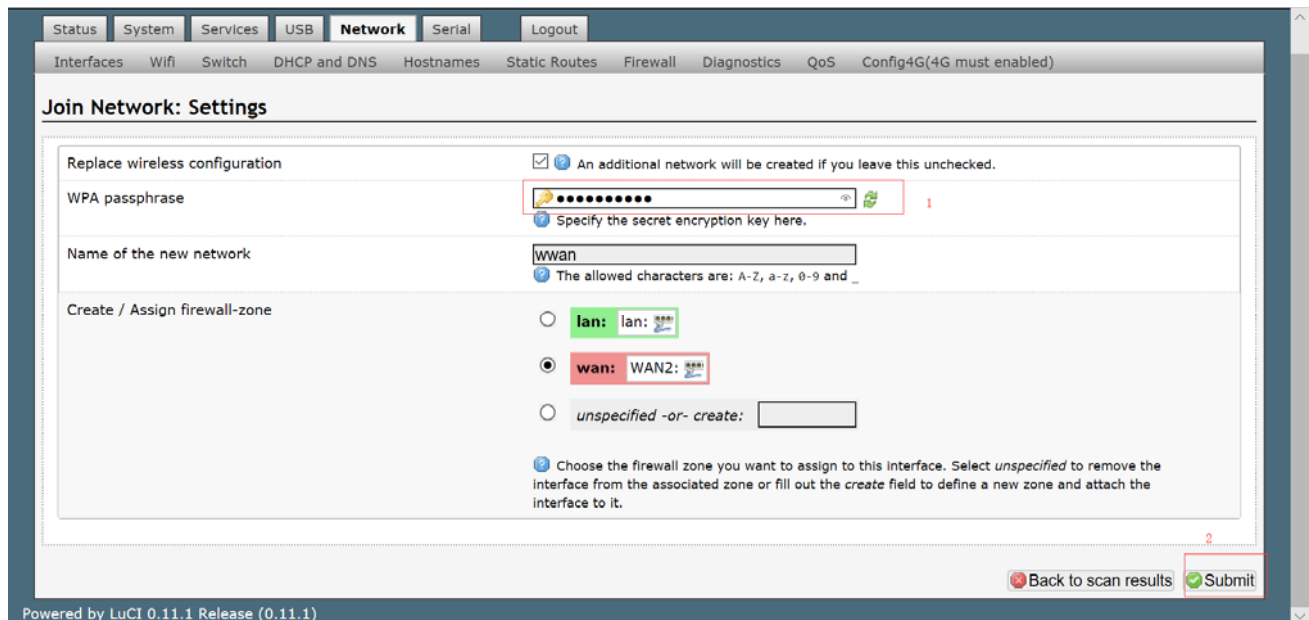 Status System Services USB Network Serial Logout
Interfaces Wifi Switch DHCP and DNS Hostnames Static Routes Firewall Diagnostics QoS Config4G(4G must enabled)
Join Network: Settings
Replace wireless configuration
An additional network will be created if you leave this unchecked.
WPA passphrase
●●●●●●●●●●
1
Specify the secret encryption key here.
Name of the new network
wwan
The allowed characters are: A-Z, a-z, 0-9 and _
Create / Assign firewall-zone
lan: lan:
wan: WAN2:
unspecified -or- create:
Choose the firewall zone you want to assign to this interface. Select unspecified to remove the
interface from the associated zone or fill out the create field to define a new zone and attach the
interface to it.
2
Back to scan results Submit
Powered by LuCI 0.11.1 Release (0.11.1)